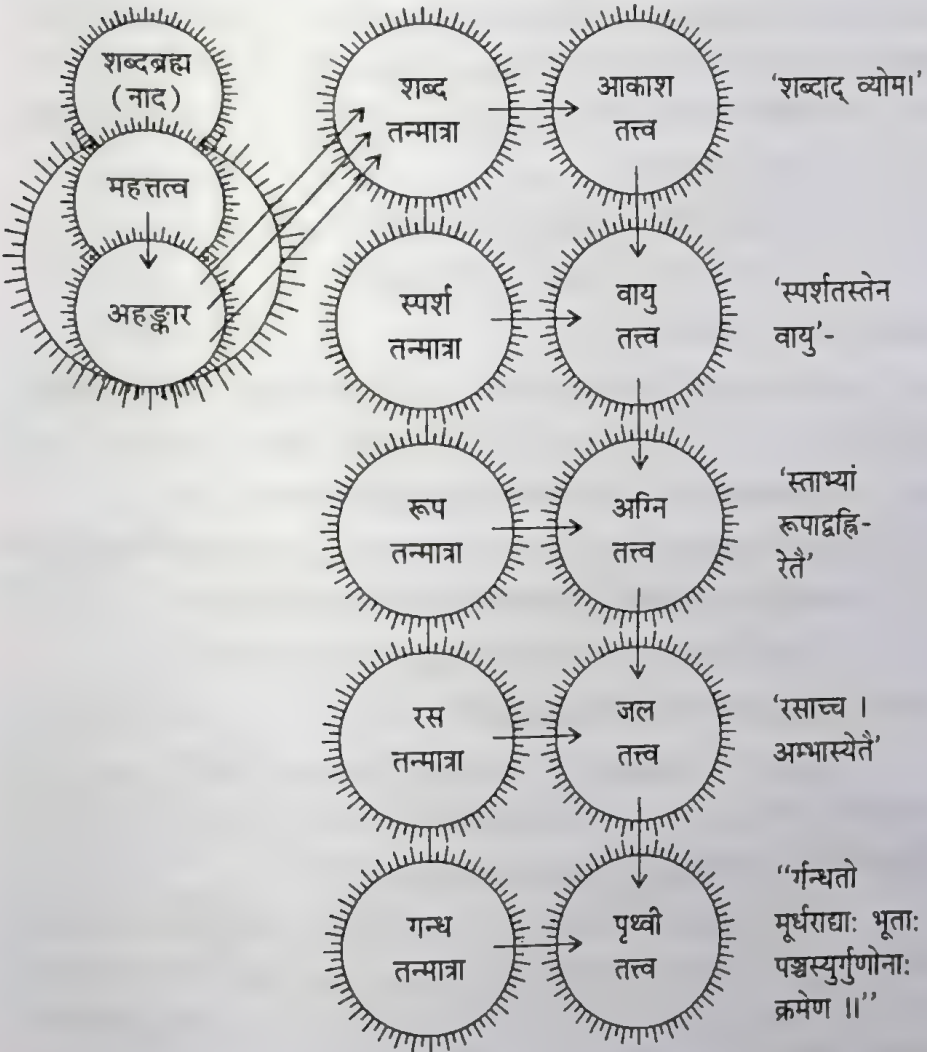 शब्दब्रह्म
(नाद)
महत्तत्व
अहङ्कार
शब्द
तन्मात्रा
आकाश
तत्त्व
‘शब्दाद् व्योम।’
स्पर्श
तन्मात्रा
वायु
तत्त्व
‘स्पर्शतस्तेन
वायु’-
रूप
तन्मात्रा
अग्नि
तत्त्व
‘स्ताभ्यां
रूपाद्वह्नि-
रेतै’
रस
तन्मात्रा
जल
तत्त्व
‘रसाच्च ।
अम्भास्येतै’
गन्ध
तन्मात्रा
पृथ्वी
तत्त्व
‘‘र्गन्धतो
मूर्धराद्याः भूताः
पञ्चस्युर्गुणोनाः
क्रमेण ॥’’